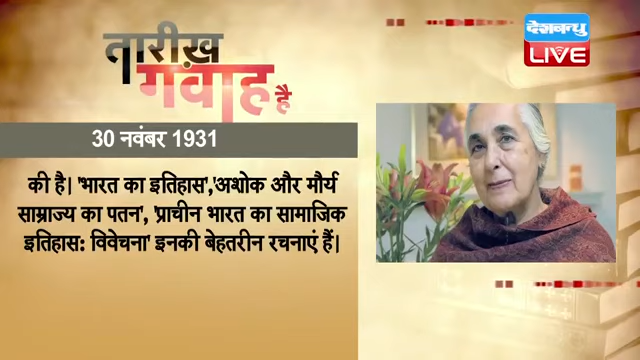 देशबन्धु
LIVE
तारीख़
गवाह है
30 नवंबर 1931
की है। 'भारत का इतिहास','अशोक और मौर्य
साम्राज्य का पतन', 'प्राचीन भारत का सामाजिक
इतिहास: विवेचना' इनकी बेहतरीन रचनाएं हैं।